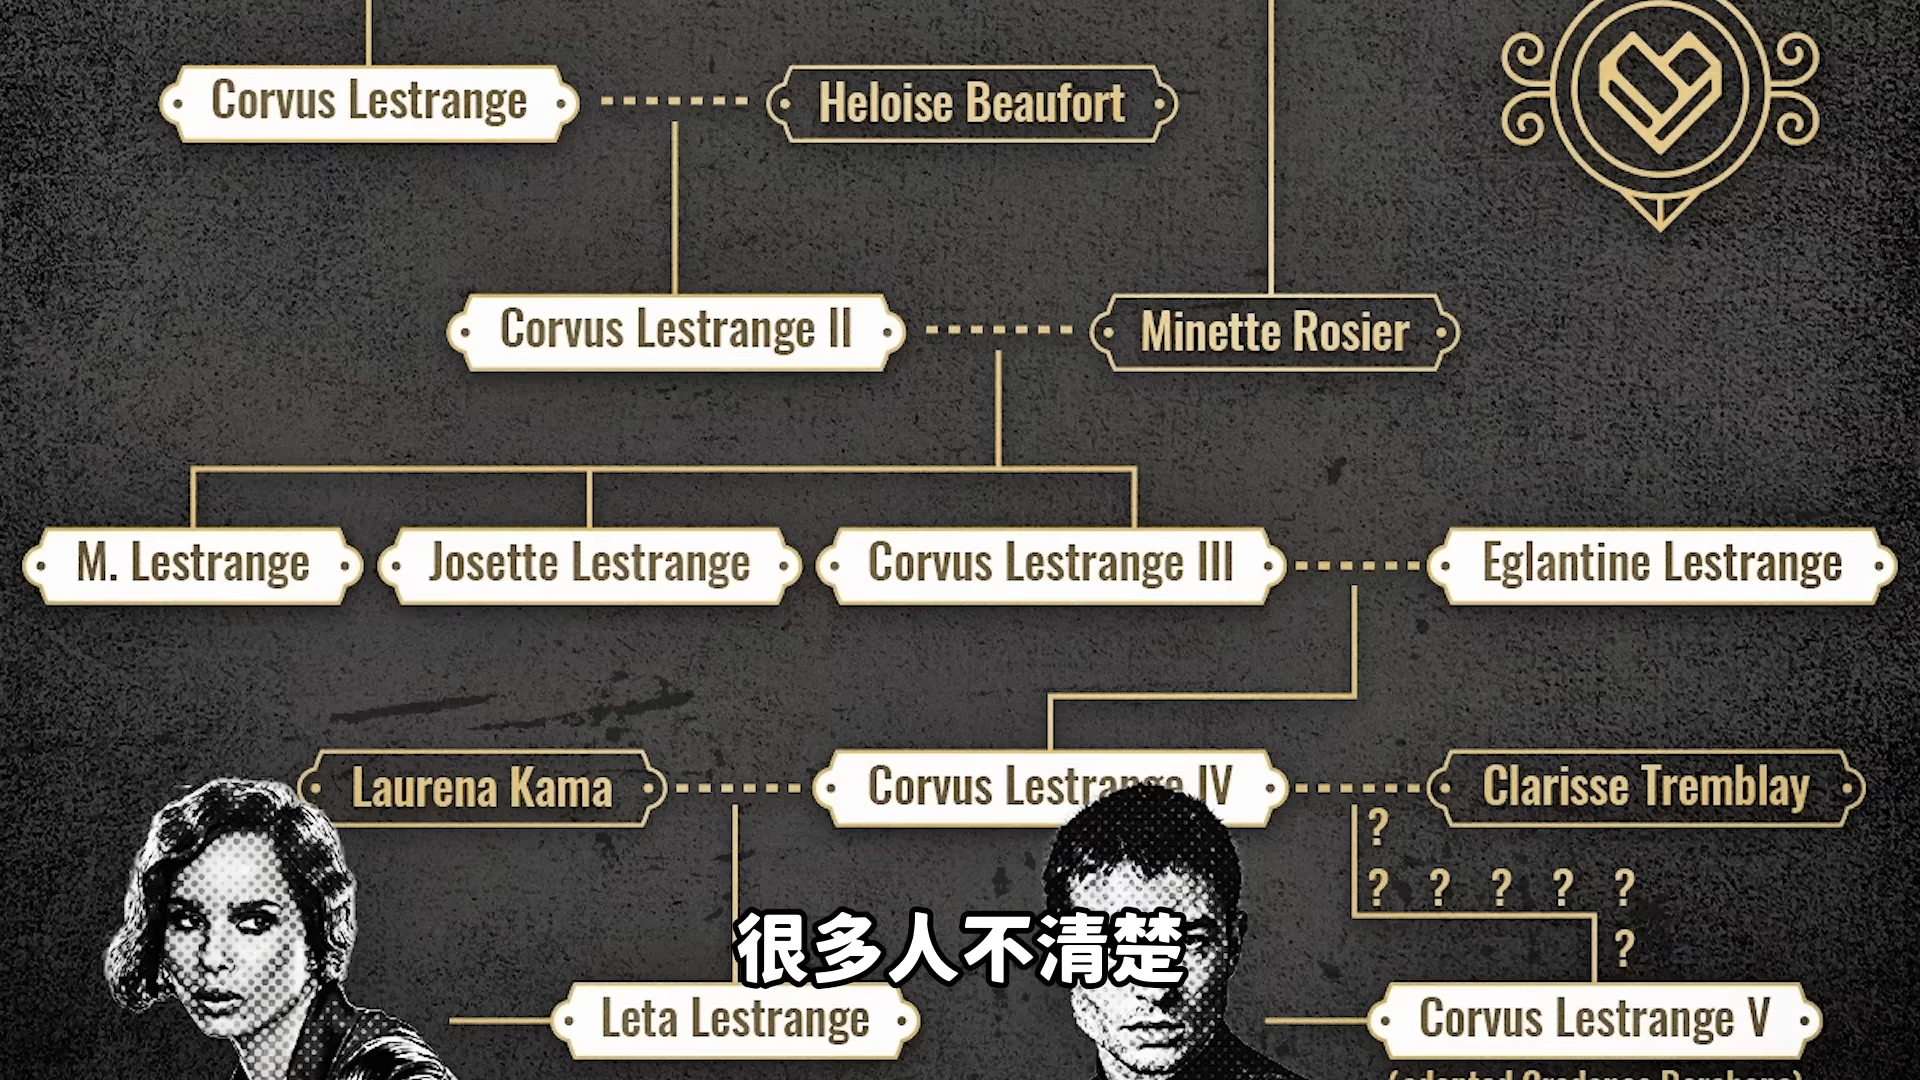 Corvus Lestrange
Heloise Beaufort
Corvus Lestrange II
Minette Rosier
M. Lestrange
Josette Lestrange
Corvus Lestrange III
Eglantine Lestrange
Laurena Kama
Corvus Lestrange IV
Clarisse Tremblay
?
? ? ? ? ?
?
很多人不清楚
Leta Lestrange
Corvus Lestrange V